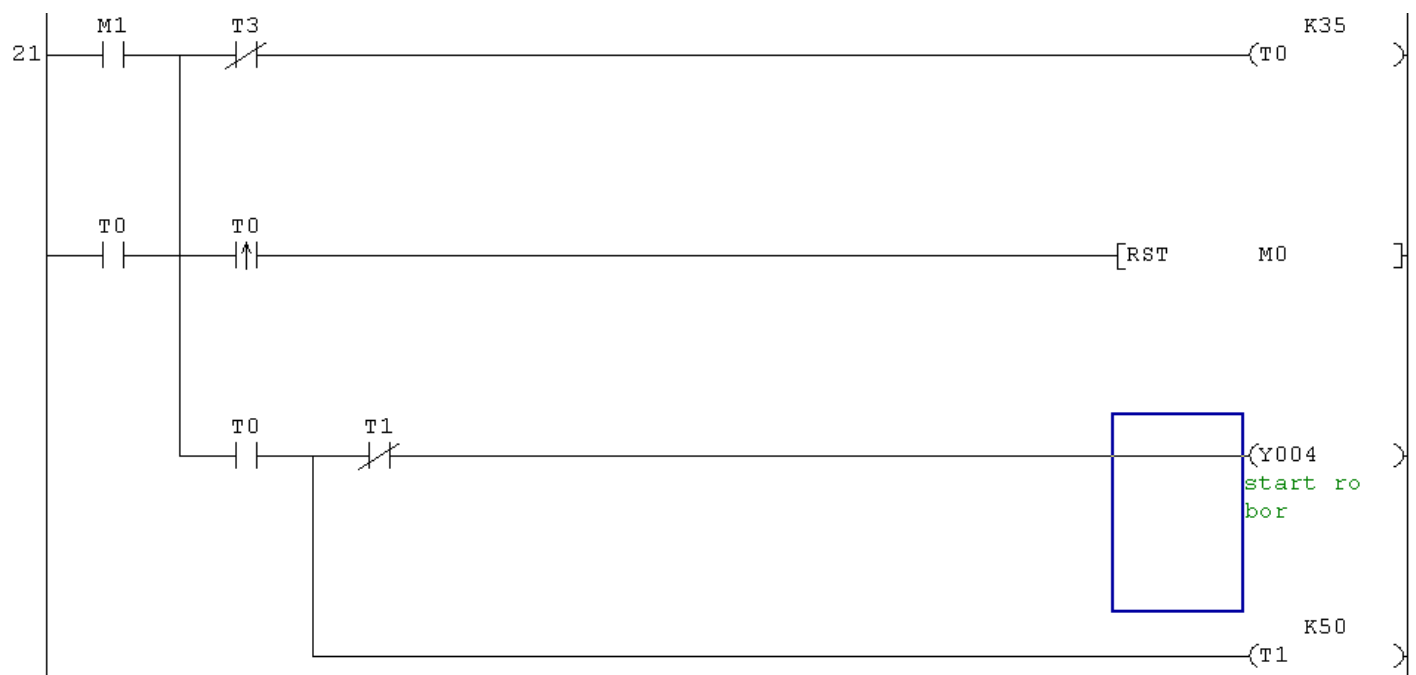 M1 T3 K35
21 T0
T0 T0
RST M0
T0 T1
Y004
start ro
bor
K50
T1